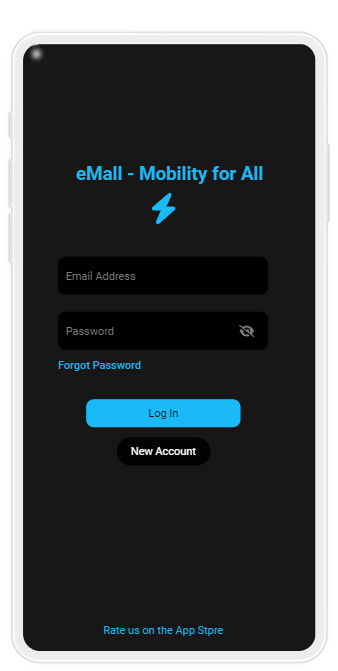 eMall - Mobility for All
Email Address
Password
Forgot Password
Log In
New Account
Rate us on the App Stpre